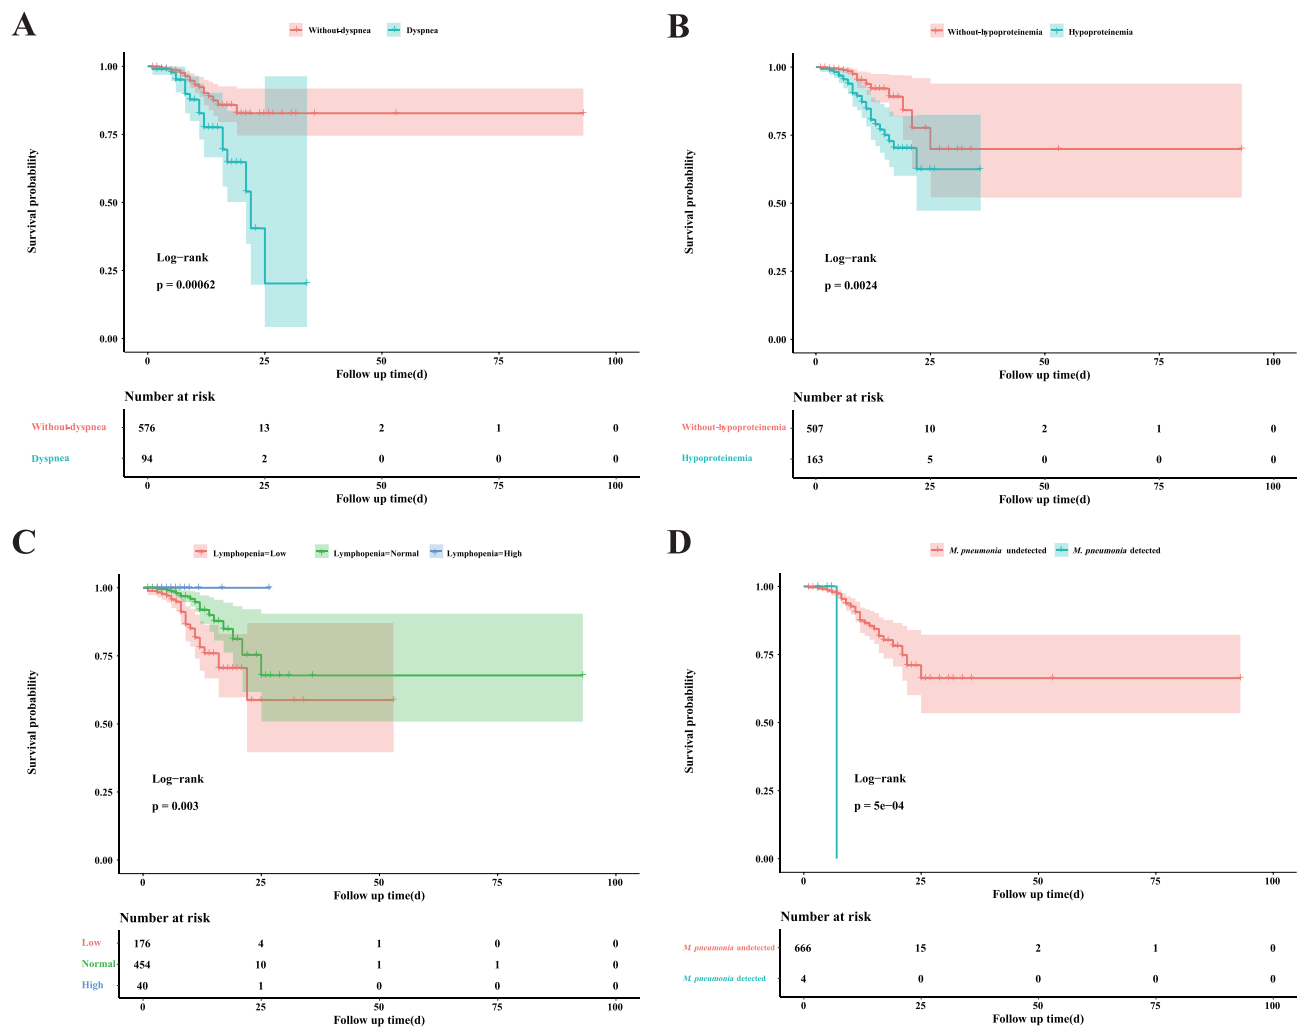 A
Without-dyspnea Dyspnea
Survival probability
1.00
0.75
0.50
0.25
0.00
Log−rank
p = 0.00062
0 25 50 75 100
Follow up time(d)
Number at risk
Without-dyspnea 576 13 2 1 0
Dyspnea 94 2 0 0 0
0 25 50 75 100
Follow up time(d)
B
Without-hypoproteinemia Hypoproteinemia
Survival probability
1.00
0.75
0.50
0.25
0.00
Log−rank
p = 0.0024
0 25 50 75 100
Follow up time(d)
Number at risk
Without-hypoproteinemia 507 10 2 1 0
Hypoproteinemia 163 5 0 0 0
0 25 50 75 100
Follow up time(d)
C
Lymphopenia=Low Lymphopenia=Normal Lymphopenia=High
Survival probability
1.00
0.75
0.50
0.25
0.00
Log−rank
p = 0.003
0 25 50 75 100
Follow up time(d)
Number at risk
Low 176 4 1 0 0
Normal 454 10 1 1 0
High 40 1 0 0 0
0 25 50 75 100
Follow up time(d)
D
M. pneumonia undetected M. pneumonia detected
Survival probability
1.00
0.75
0.50
0.25
0.00
Log−rank
p = 5e−04
0 25 50 75 100
Follow up time(d)
Number at risk
M. pneumonia undetected 666 15 2 1 0
M. pneumonia detected 4 0 0 0 0
0 25 50 75 100
Follow up time(d)